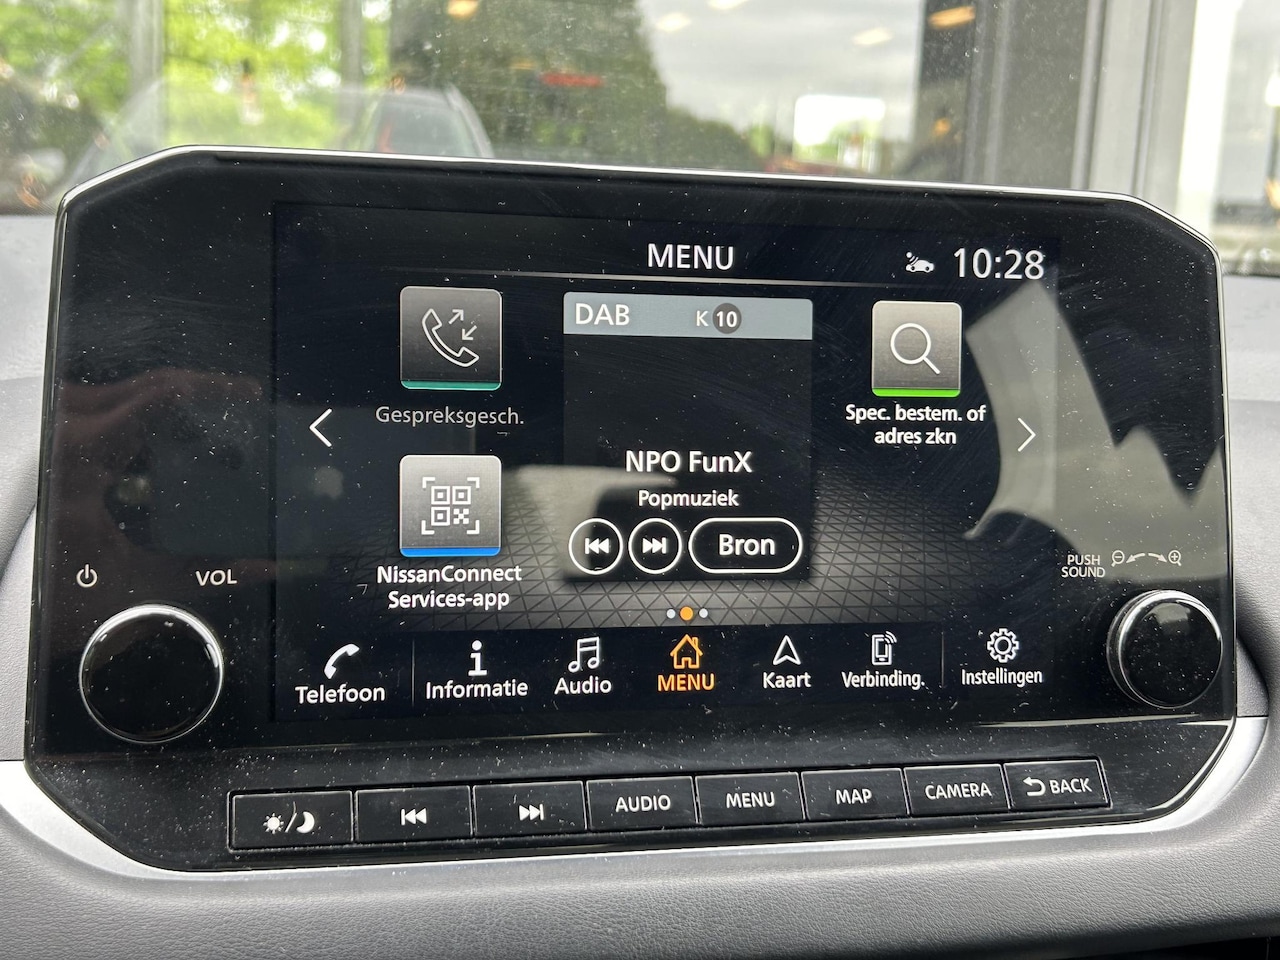 MENU
10:28
DAB
K 10
Gespreksgesch.
Spec. bestem. of
adres zkn
NPO FunX
Popmuziek
Bron
NissanConnect
Services-app
VOL
PUSH
SOUND
Telefoon
Informatie
Audio
MENU
Kaart
Verbinding.
Instellingen
AUDIO
MENU
MAP
CAMERA
BACK